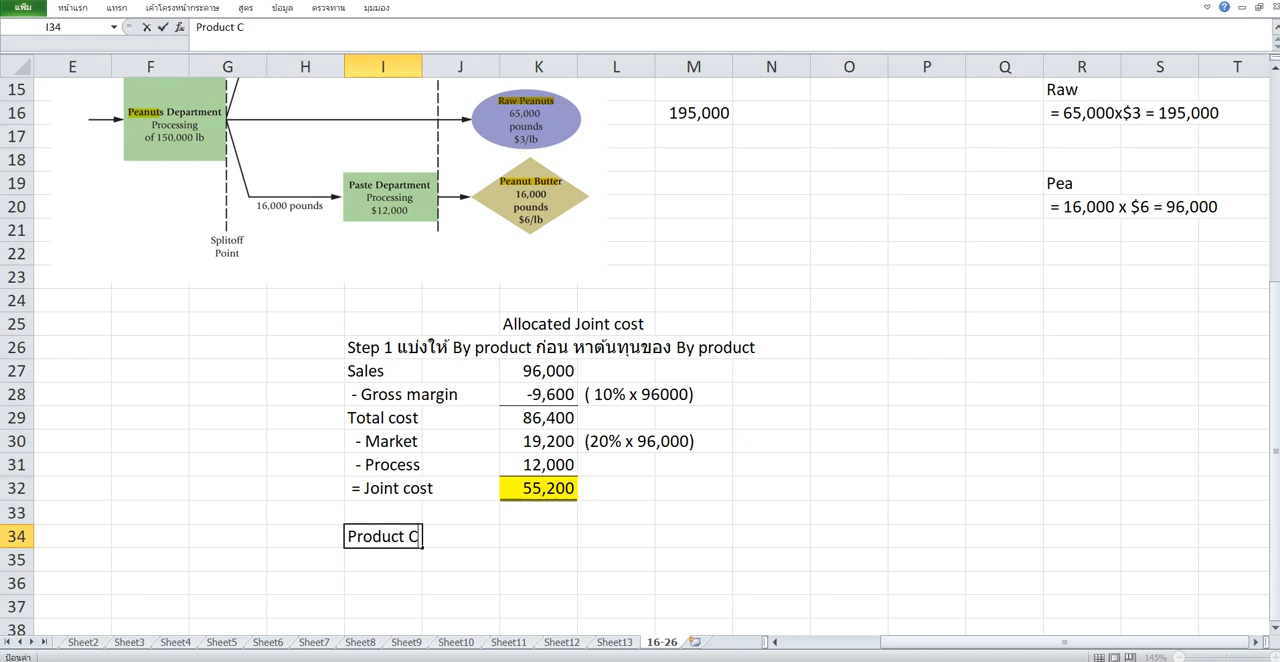 แฟ้ม หน้าแรก แทรก เค้าโครงหน้ากระดาษ สูตร ข้อมูล ตรวจทาน มุมมอง
I34 fx Product C
E F G H I J K L M N O P Q R S T
15 Raw
16 195,000 = 65,000x$3 = 195,000
17
18
19 Pea
20 = 16,000 x $6 = 96,000
21
22
23
24
25 Allocated Joint cost
26 Step 1 แบ่งให้ By product ก่อน หาต้นทุนของ By product
27 Sales 96,000
28 - Gross margin -9,600 ( 10% x 96000)
29 Total cost 86,400
30 - Market 19,200 (20% x 96,000)
31 - Process 12,000
32 = Joint cost 55,200
33
34 Product C
35
36
37
38
Peanuts Department
Processing
of 150,000 lb
Raw Peanuts
65,000
pounds
$3/lb
16,000 pounds
Paste Department
Processing
$12,000
Peanut Butter
16,000
pounds
$6/lb
Splitoff
Point
Sheet2 Sheet3 Sheet4 Sheet5 Sheet6 Sheet7 Sheet8 Sheet9 Sheet10 Sheet11 Sheet12 Sheet13 16-26
ป้อนค่า 145%